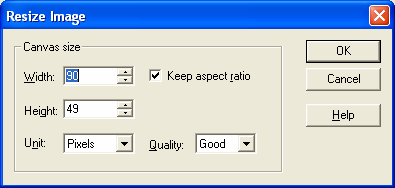 Resize Image
Canvas size
Width: 90
Keep aspect ratio
Height: 49
Unit: Pixels
Quality: Good
OK
Cancel
Help